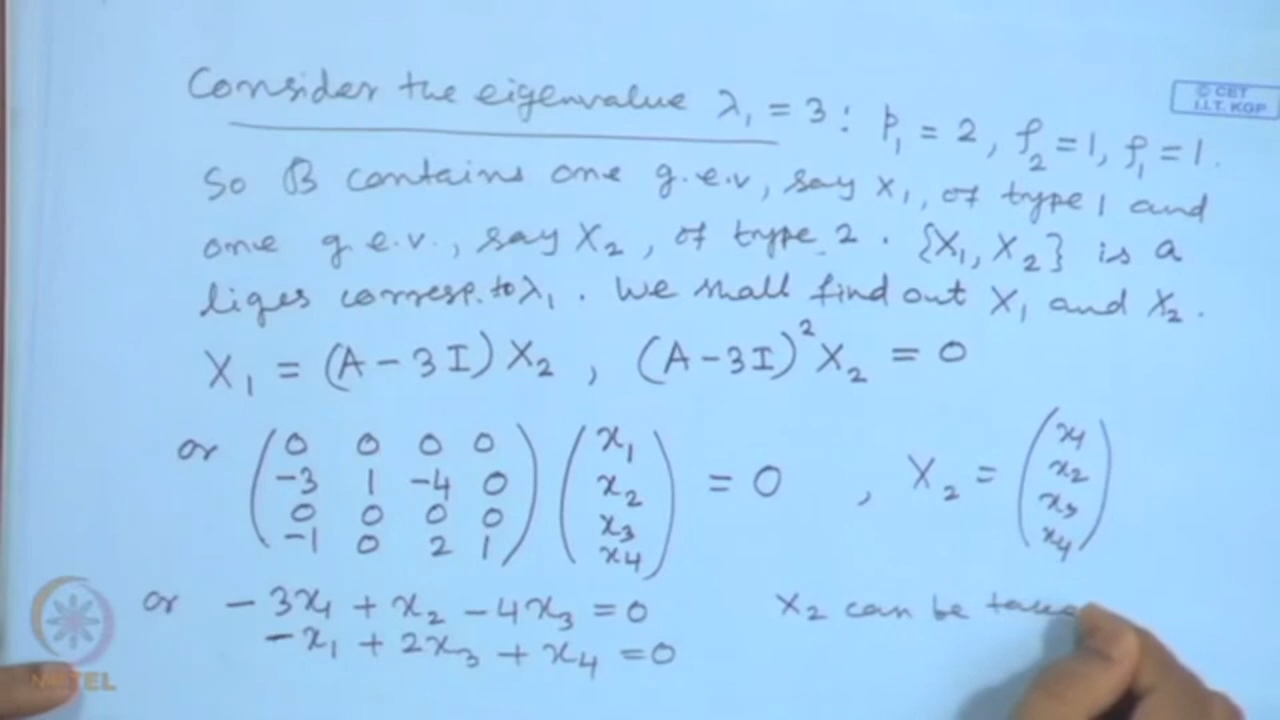 © CET
I.I.T. KGP
Consider the eigenvalue λ₁ = 3 : p₁ = 2, ρ₂ = 1, ρ₁ = 1.
So B contains one g.e.v, say X₁, of type 1 and
one g.e.v., say X₂, of type 2. {X₁, X₂} is a
liges corresp. to λ₁. We shall find out X₁ and X₂.
X₁ = (A - 3I) X₂ , (A - 3I)² X₂ = 0
or ( 0 0 0 0 ; -3 1 -4 0 ; 0 0 0 0 ; -1 0 2 1 ) ( x₁ ; x₂ ; x₃ ; x₄ ) = 0 , X₂ = ( x₁ ; x₂ ; x₃ ; x₄ )
or - 3x₁ + x₂ - 4x₃ = 0 X₂ can be
- x₁ + 2x₃ + x₄ = 0
NPTEL